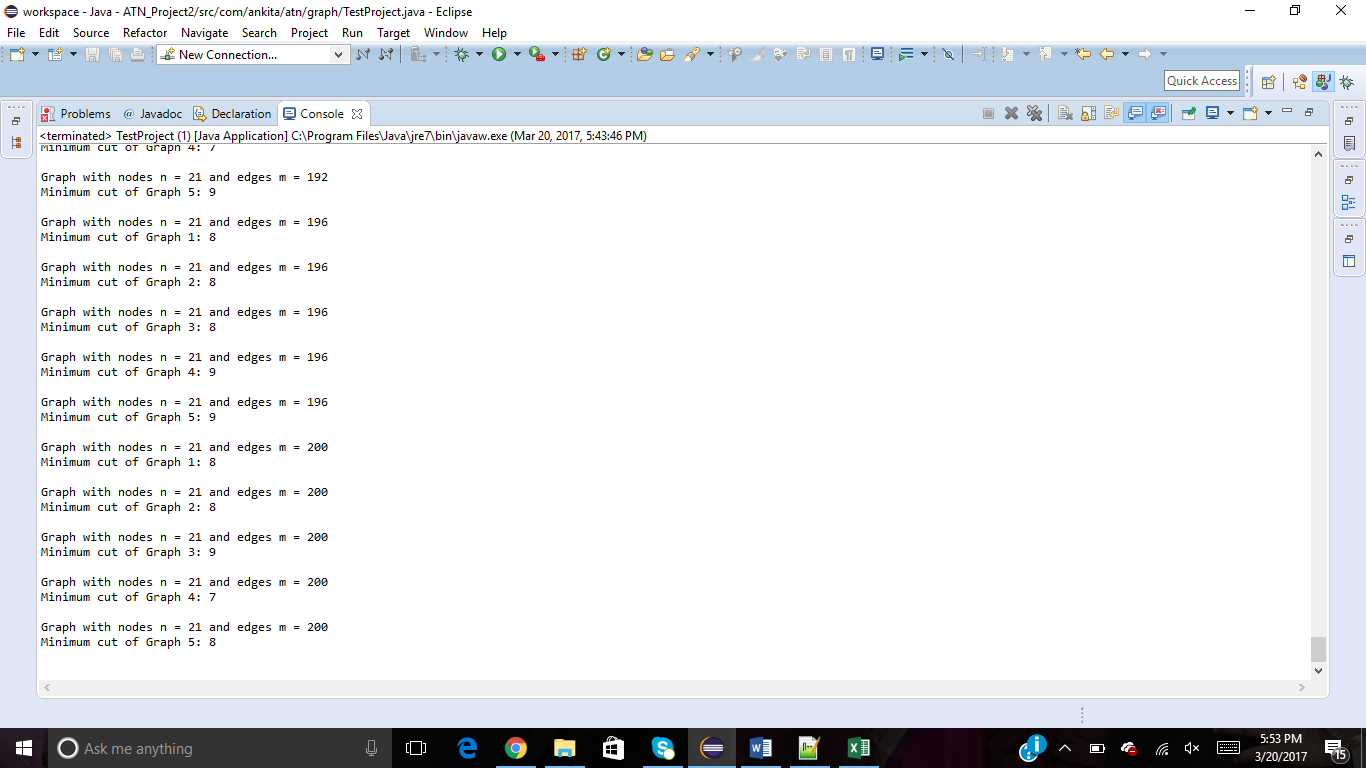 workspace - Java - ATN_Project2/src/com/ankita/atn/graph/TestProject.java - Eclipse
File Edit Source Refactor Navigate Search Project Run Target Window Help
New Connection...
Quick Access
Problems @ Javadoc Declaration Console
<terminated> TestProject (1) [Java Application] C:\Program Files\Java\jre7\bin\javaw.exe (Mar 20, 2017, 5:43:46 PM)
Minimum cut of Graph 4: 7
Graph with nodes n = 21 and edges m = 192
Minimum cut of Graph 5: 9
Graph with nodes n = 21 and edges m = 196
Minimum cut of Graph 1: 8
Graph with nodes n = 21 and edges m = 196
Minimum cut of Graph 2: 8
Graph with nodes n = 21 and edges m = 196
Minimum cut of Graph 3: 8
Graph with nodes n = 21 and edges m = 196
Minimum cut of Graph 4: 9
Graph with nodes n = 21 and edges m = 196
Minimum cut of Graph 5: 9
Graph with nodes n = 21 and edges m = 200
Minimum cut of Graph 1: 8
Graph with nodes n = 21 and edges m = 200
Minimum cut of Graph 2: 8
Graph with nodes n = 21 and edges m = 200
Minimum cut of Graph 3: 9
Graph with nodes n = 21 and edges m = 200
Minimum cut of Graph 4: 7
Graph with nodes n = 21 and edges m = 200
Minimum cut of Graph 5: 8
Ask me anything
5:53 PM
3/20/2017
15